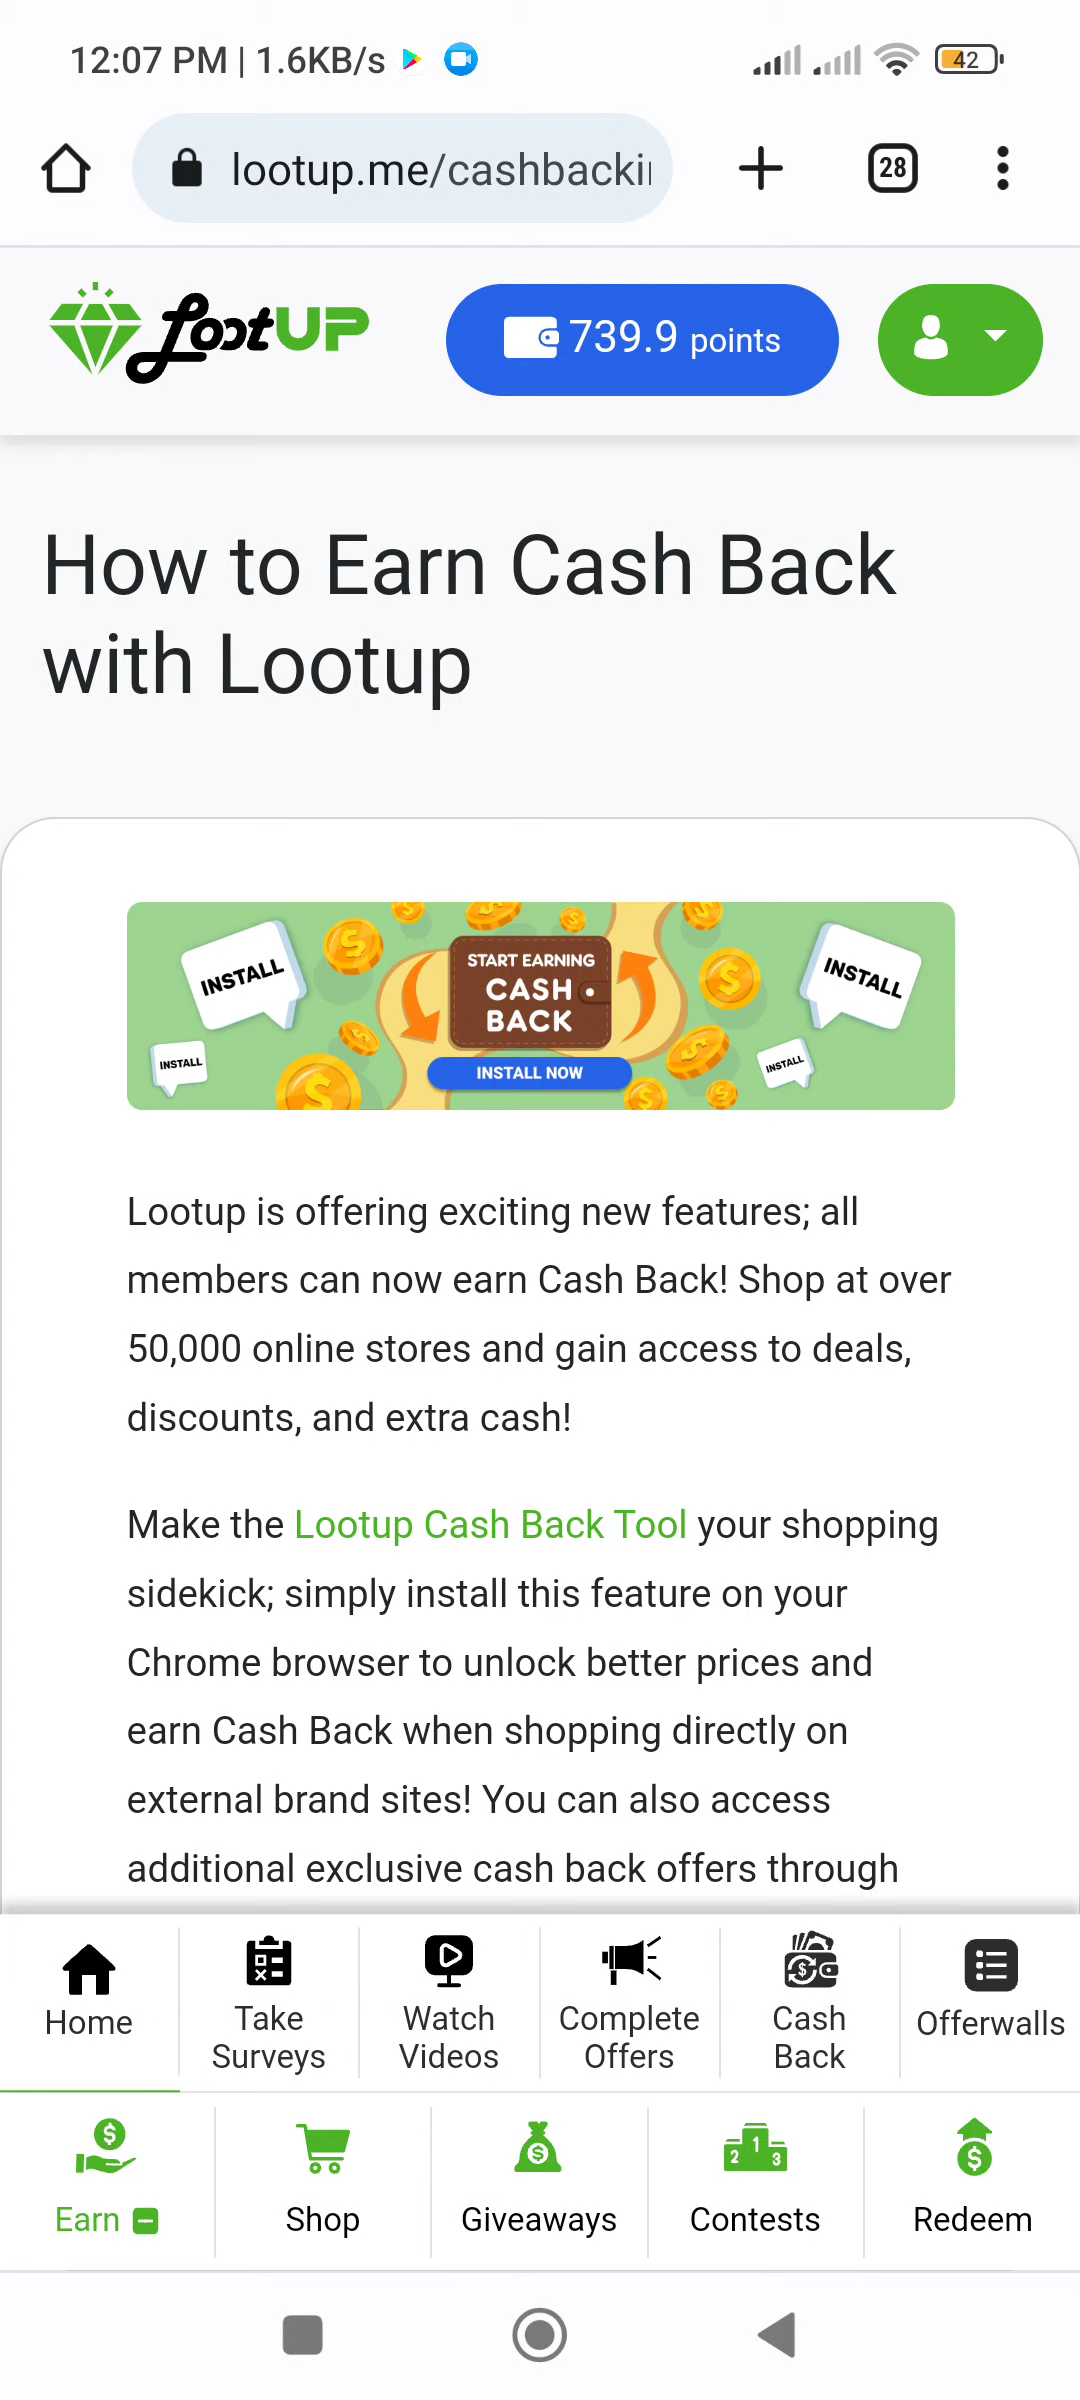 12:07 PM | 1.6KB/s
42
lootup.me/cashbacki
28
LootUP
739.9 points
How to Earn Cash Back
with Lootup
INSTALL
INSTALL
START EARNING
CASH
BACK
INSTALL NOW
INSTALL
INSTALL
Lootup is offering exciting new features; all
members can now earn Cash Back! Shop at over
50,000 online stores and gain access to deals,
discounts, and extra cash!
Make the Lootup Cash Back Tool your shopping
sidekick; simply install this feature on your
Chrome browser to unlock better prices and
earn Cash Back when shopping directly on
external brand sites! You can also access
additional exclusive cash back offers through
Home
Take
Surveys
Watch
Videos
Complete
Offers
Cash
Back
Offerwalls
Earn
Shop
Giveaways
2 1 3
Contests
Redeem